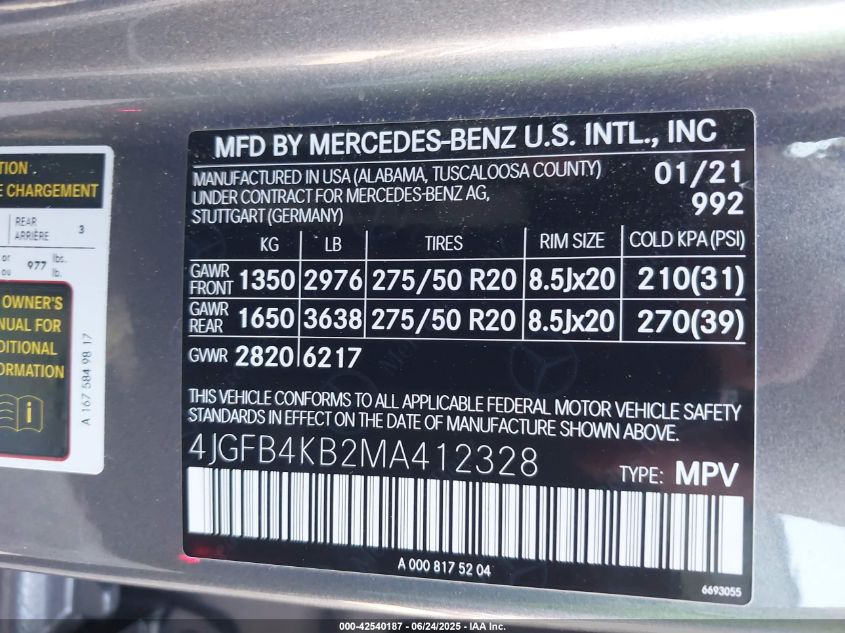 TION
E CHARGEMENT
REAR
ARRIÈRE 3
or
ou 977 lbs.
lb.
OWNER'S
NUAL FOR
DITIONAL
ORMATION
A 167 584 98 17
MFD BY MERCEDES-BENZ U.S. INTL., INC
MANUFACTURED IN USA (ALABAMA, TUSCALOOSA COUNTY) 01/21
UNDER CONTRACT FOR MERCEDES-BENZ AG, 992
STUTTGART (GERMANY)
KG LB TIRES RIM SIZE COLD KPA (PSI)
GAWR FRONT 1350 2976 275/50 R20 8.5Jx20 210(31)
GAWR REAR 1650 3638 275/50 R20 8.5Jx20 270(39)
GVWR 2820 6217
THIS VEHICLE CONFORMS TO ALL APPLICABLE FEDERAL MOTOR VEHICLE SAFETY
STANDARDS IN EFFECT ON THE DATE OF MANUFACTURE SHOWN ABOVE.
4JGFB4KB2MA412328 TYPE: MPV
A 000 817 52 04
6693055
000-42540187 - 06/24/2025 - IAA Inc.